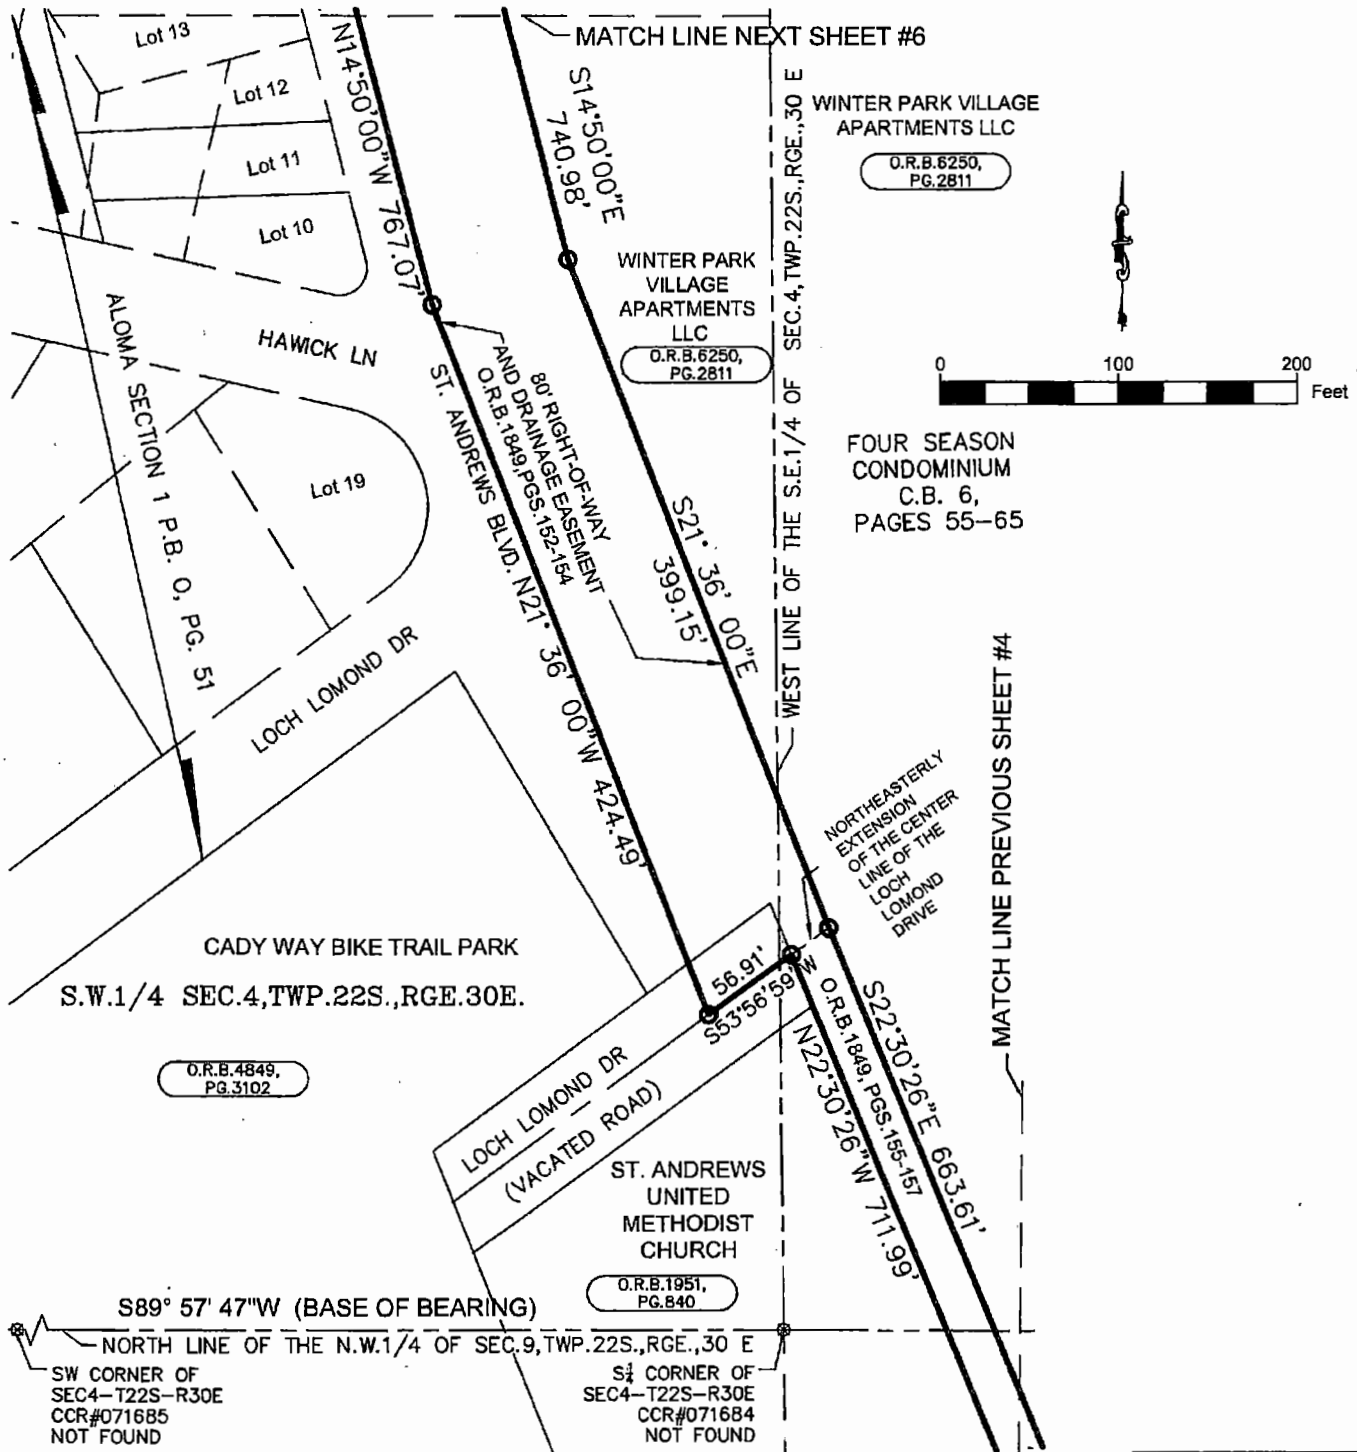 MATCH LINE NEXT SHEET #6
Lot 13
Lot 12
Lot 11
Lot 10
N14°50'00"W 767.07'
S14°50'00"E
740.98'
WINTER PARK VILLAGE
APARTMENTS LLC
O.R.B.6250,
PG.2811
WEST LINE OF THE S.E.1/4 OF SEC.4,TWP.22S.,RGE.,30 E
WINTER PARK
VILLAGE
APARTMENTS
LLC
O.R.B.6250,
PG.2811
0 100 200
Feet
FOUR SEASON
CONDOMINIUM
C.B. 6,
PAGES 55-65
HAWICK LN
ALOMA SECTION 1 P.B. O, PG. 51
Lot 19
80' RIGHT-OF-WAY
AND DRAINAGE EASEMENT
O.R.B.1849,PGS.152-154
ST. ANDREWS BLVD. N21° 36' 00"W 424.49'
S21° 36' 00"E
399.15'
LOCH LOMOND DR
MATCH LINE PREVIOUS SHEET #4
NORTHEASTERLY
EXTENSION
OF THE CENTER
LINE OF THE
LOCH
LOMOND
DRIVE
CADY WAY BIKE TRAIL PARK
S.W.1/4 SEC.4,TWP.22S.,RGE.30E.
O.R.B.4849,
PG.3102
56.91'
S53°56'59"W
S22°30'26"E 663.61'
O.R.B.1849, PGS.155-157
N22°30'26"W 711.99'
LOCH LOMOND DR
(VACATED ROAD)
ST. ANDREWS
UNITED
METHODIST
CHURCH
O.R.B.1951,
PG.840
S89° 57' 47"W (BASE OF BEARING)
NORTH LINE OF THE N.W.1/4 OF SEC.9,TWP.22S.,RGE.,30 E
SW CORNER OF
SEC4-T22S-R30E
CCR#071685
NOT FOUND
S¼ CORNER OF
SEC4-T22S-R30E
CCR#071684
NOT FOUND